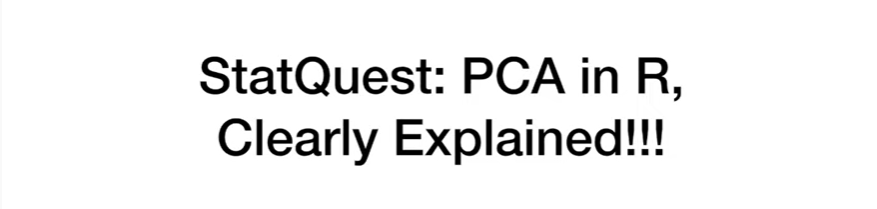 StatQuest: PCA in R,
Clearly Explained!!!